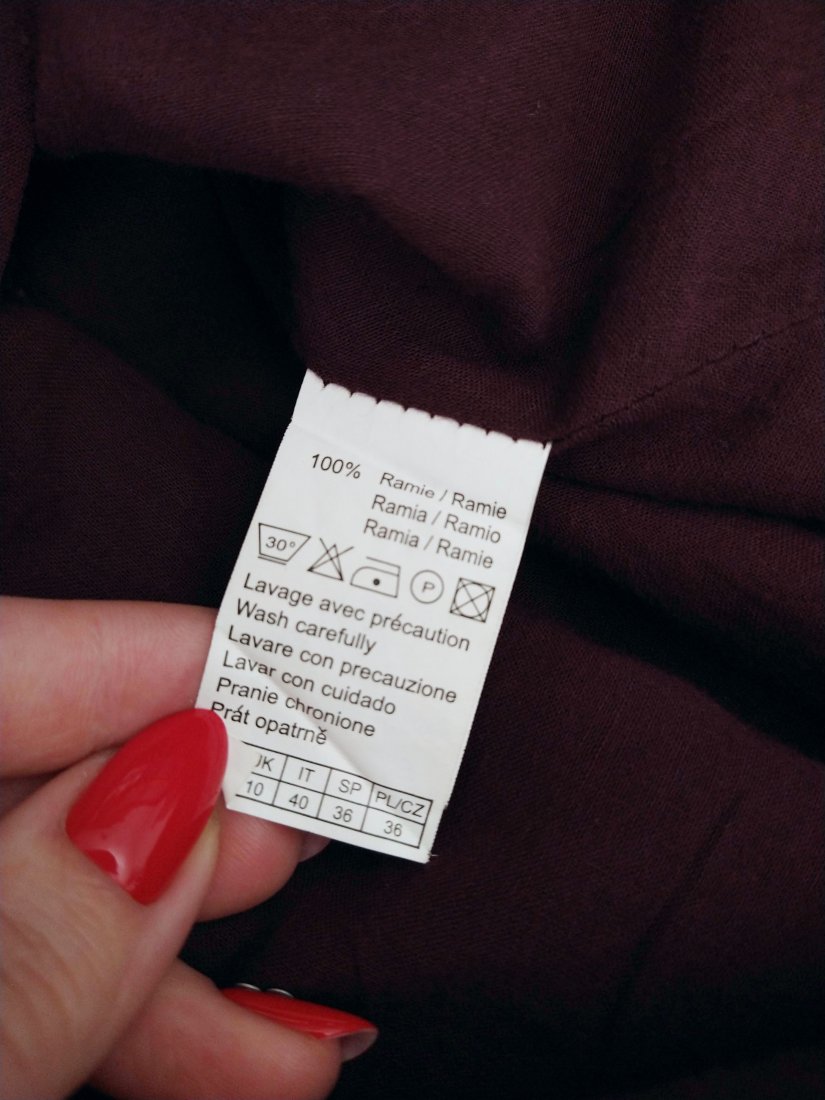 100% Ramie / Ramie
Ramia / Ramio
Ramia / Ramie
30° P
Lavage avec précaution
Wash carefully
Lavare con precauzione
Lavar con cuidado
Pranie chronione
Prát opatrně
IT SP PL/CZ
10 40 36 36